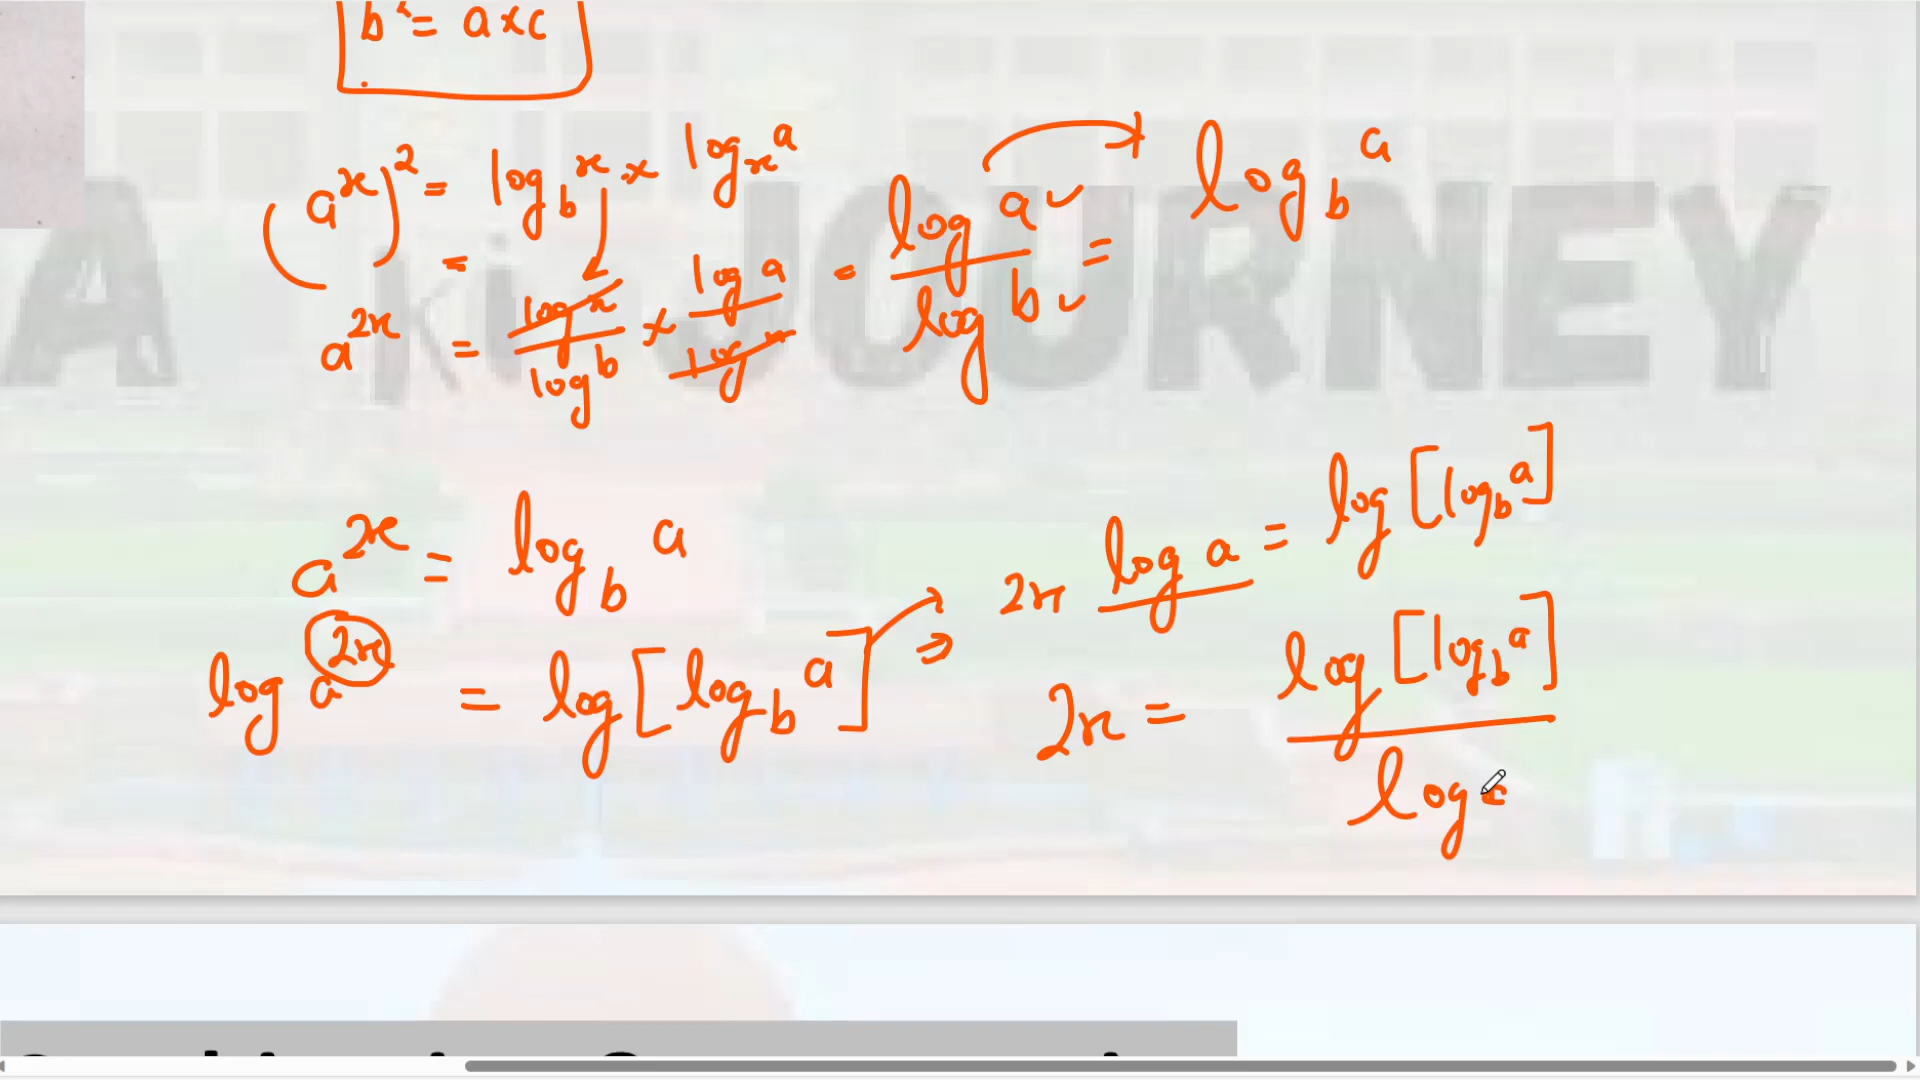 b² = a×c
(a^x)² = log_b x × log_x a
= (log x / log b) × (log a / log x) = log a / log b = log_b a
a^2x =
a^2x = log_b a
log a^2x = log [log_b a] ⇒ 2x log a = log [log_b a]
2x = log [log_b a] / log
A Ki JOURNEY